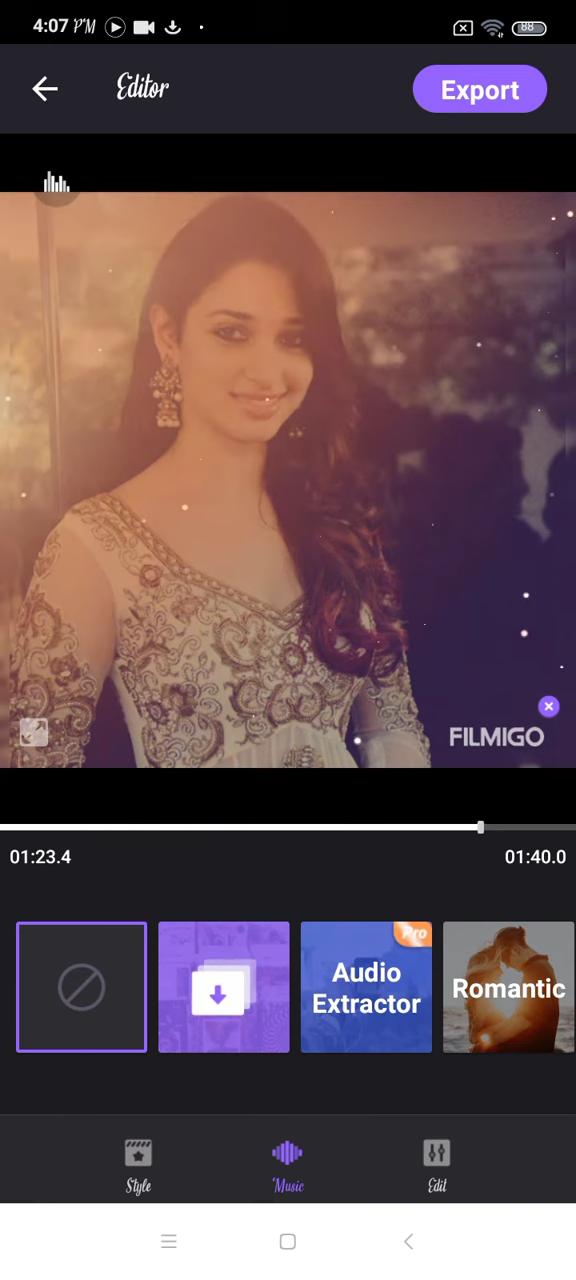 4:07 PM
88
Editor
Export
FILMIGO
01:23.4
01:40.0
Pro
Audio
Extractor
Romantic
Style
Music
Edit